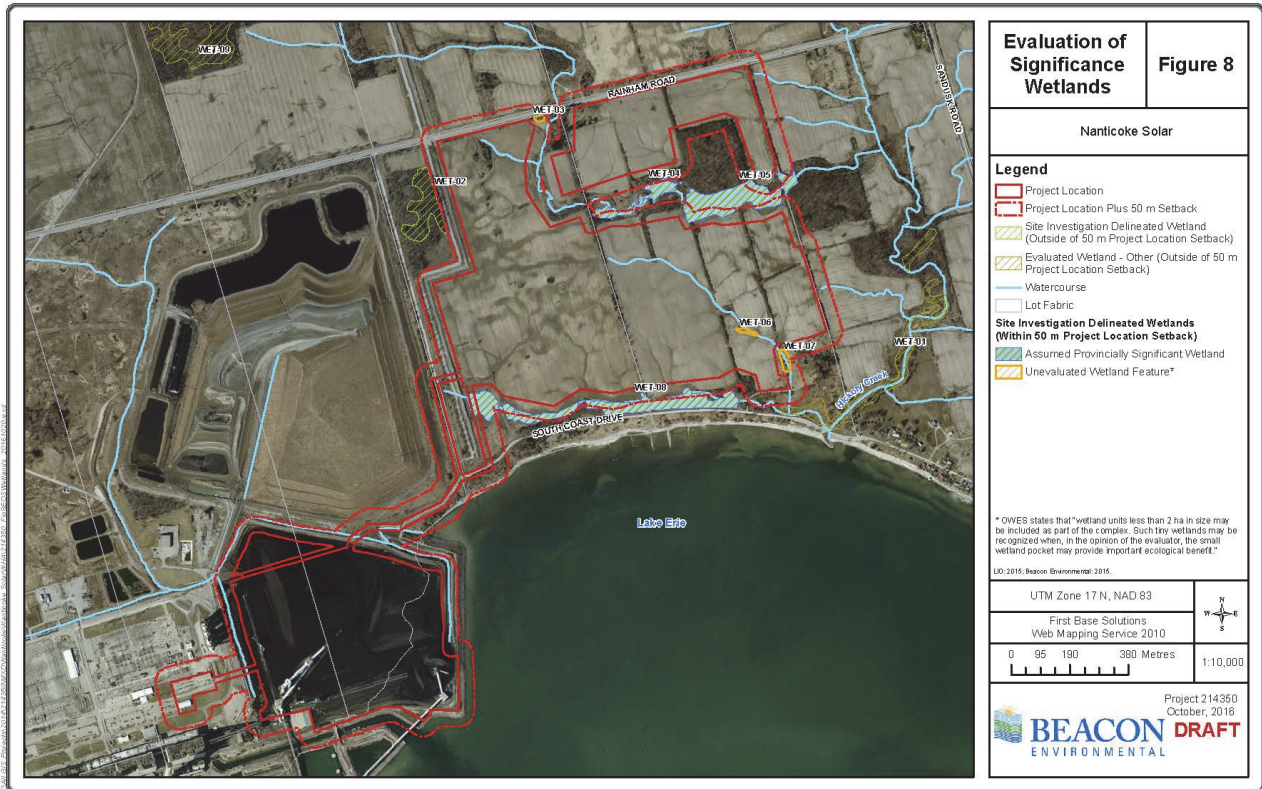 WET-09
RAINHAM ROAD
SANDUSK ROAD
WET-03
WET-02
WET-04
WET-05
WET-06
WET-07
WET-01
WET-08
Hickory Creek
SOUTH COAST DRIVE
Lake Erie
Evaluation of
Significance
Wetlands
Figure 8
Nanticoke Solar
Legend
Project Location
Project Location Plus 50 m Setback
Site Investigation Delineated Wetland
(Outside of 50 m Project Location Setback)
Evaluated Wetland - Other (Outside of 50 m
Project Location Setback)
Watercourse
Lot Fabric
Site Investigation Delineated Wetlands
(Within 50 m Project Location Setback)
Assumed Provincially Significant Wetland
Unevaluated Wetland Feature*
* OWES states that "wetland units less than 2 ha in size may
be included as part of the complex. Such tiny wetlands may be
recognized when, in the opinion of the evaluator, the small
wetland pocket may provide important ecological benefit."
LIO: 2015; Beacon Environmental: 2015.
UTM Zone 17 N, NAD 83
First Base Solutions
Web Mapping Service 2010
N
W E
S
0 95 190 380 Metres
1:10,000
Project 214350
October, 2016
DRAFT
BEACON
ENVIRONMENTAL